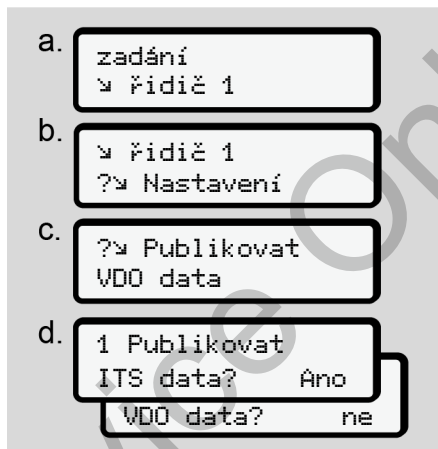 a.
zadání
↘ řidič 1
b.
↘ řidič 1
?↘ Nastavení
c.
?↘ Publikovat
VDO data
d.
1 Publikovat
ITS data? Ano
VDO data? ne